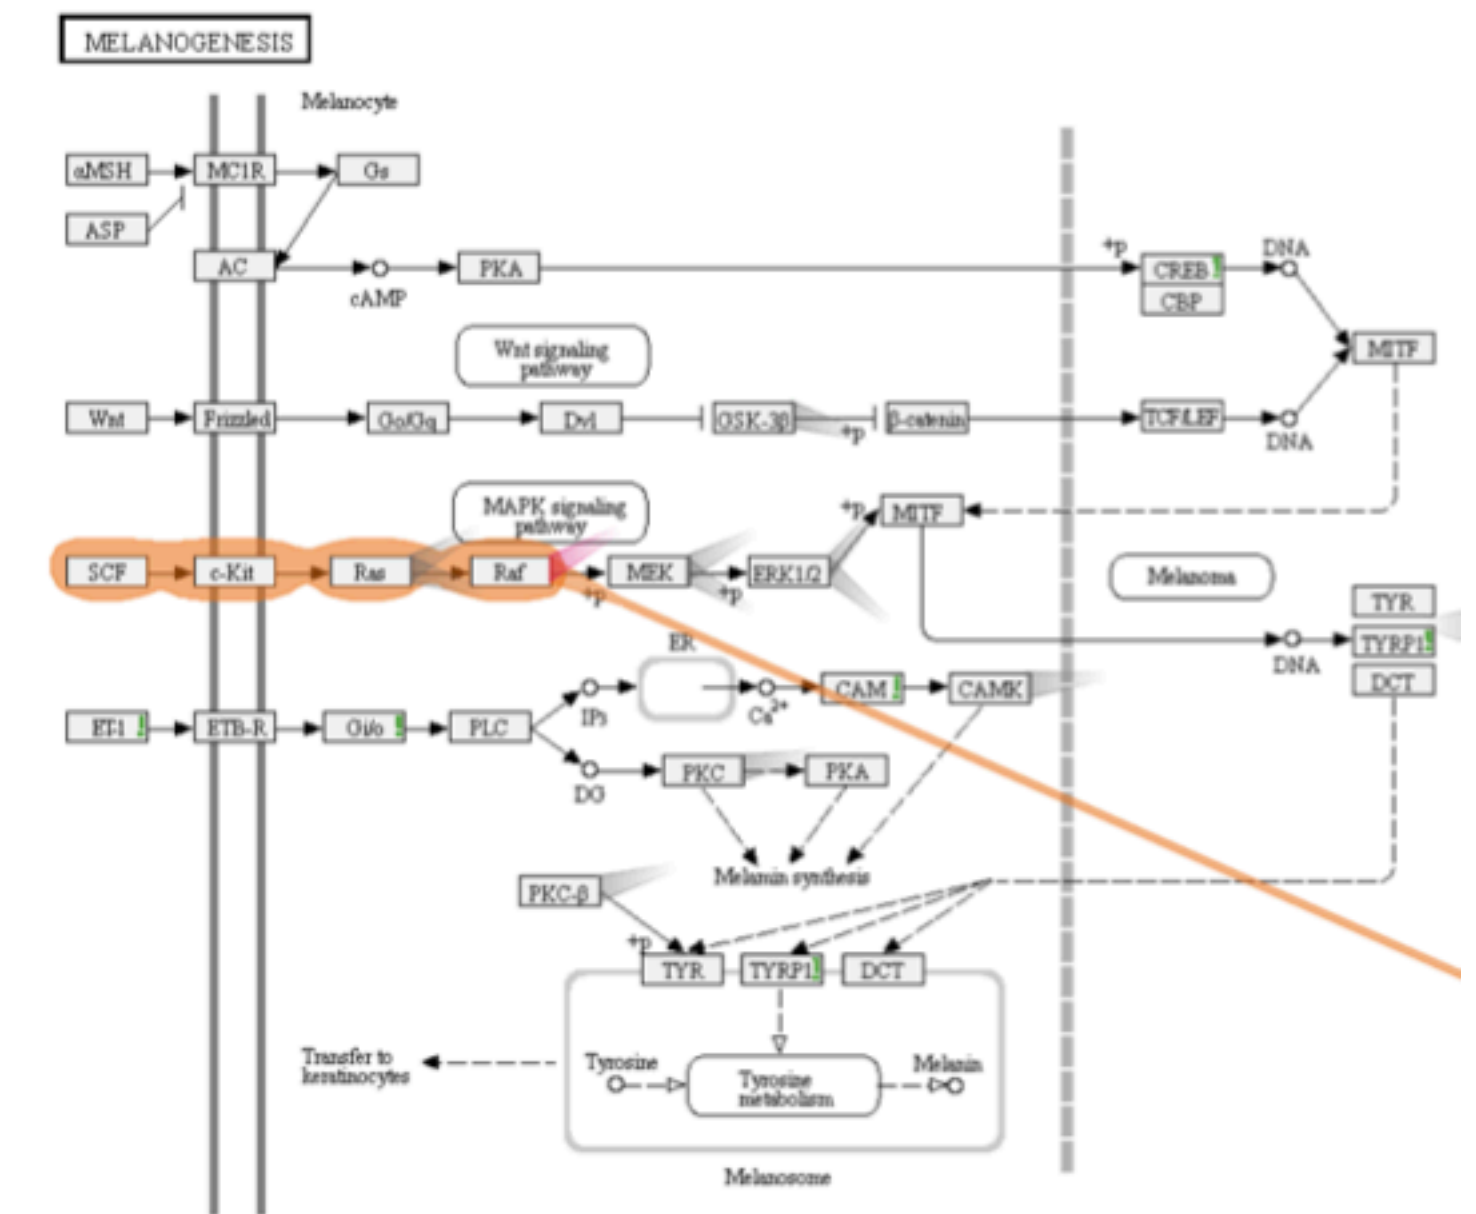 MELANOGENESIS
Melanocyte
αMSH
MC1R
Gs
ASP
AC
cAMP
PKA
+p
CREB !
CBP
DNA
MITF
Wnt signaling
pathway
Wnt
Frizzled
Go/Gq
Dvl
GSK-3β
+p
β-catenin
TCF/LEF
DNA
MAPK signaling
pathway
SCF
c-Kit
Ras
Raf
+p
MEK
+p
ERK1/2
+p
MITF
Melanoma
DNA
TYR
TYRP1 !
DCT
ET-1 !
ETB-R
Gi/o !
PLC
IP3
ER
Ca2+
CAM !
CAMK
DG
PKC
PKA
Melanin synthesis
PKC-β
+p
TYR
TYRP1 !
DCT
Transfer to
keratinocytes
Tyrosine
Tyrosine
metabolism
Melanin
Melanosome